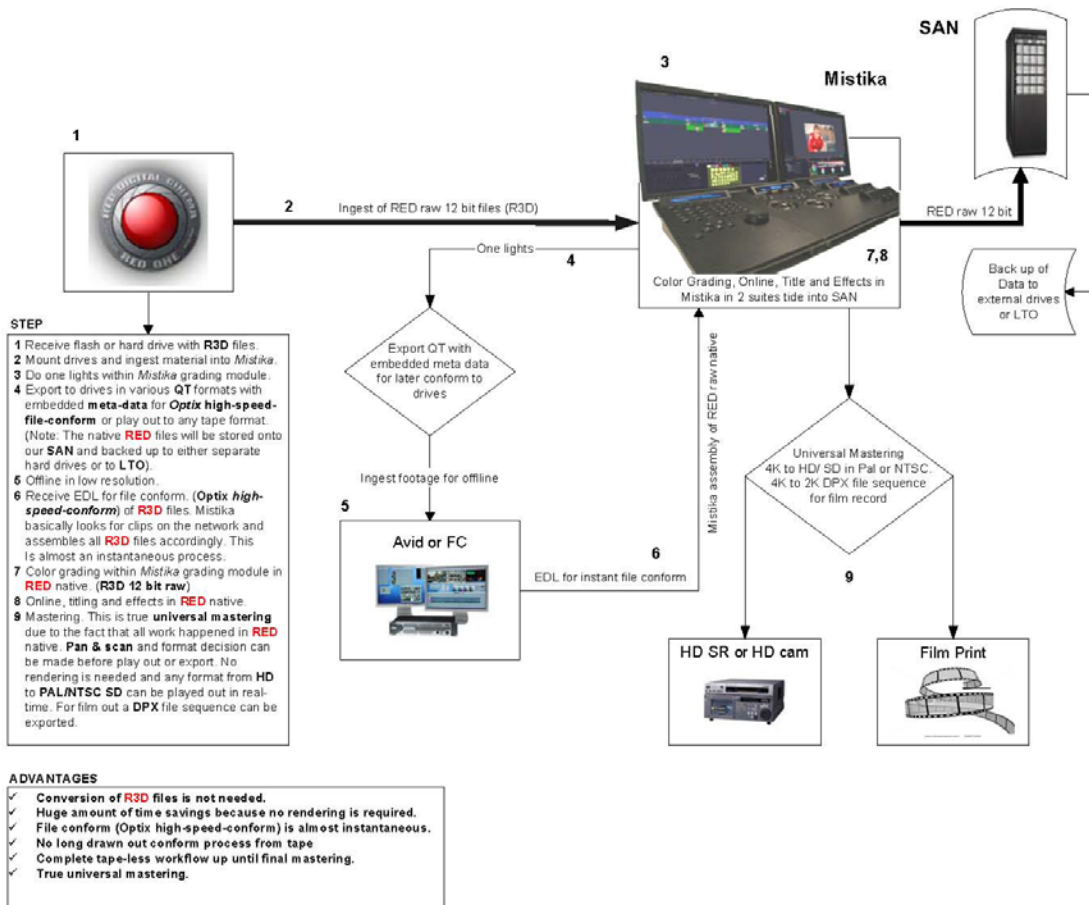 SAN
3
Mistika
1
RED DIGITAL CINEMA
RED ONE
2
Ingest of RED raw 12 bit files (R3D)
RED raw 12 bit
One lights
4
7,8
Color Grading, Online, Title and Effects in
Mistika in 2 suites tide into SAN
Back up of
Data to
external drives
or LTO
STEP
1 Receive flash or hard drive with R3D files.
2 Mount drives and ingest material into Mistika.
3 Do one lights within Mistika grading module.
4 Export to drives in various QT formats with
embedded meta-data for Optix high-speed-
file-conform or play out to any tape format.
(Note: The native RED files will be stored onto
our SAN and backed up to either separate
hard drives or to LTO).
5 Offline in low resolution.
6 Receive EDL for file conform. (Optix high-
speed-conform) of R3D files. Mistika
basically looks for clips on the network and
assembles all R3D files accordingly. This
Is almost an instantaneous process.
7 Color grading within Mistika grading module in
RED native. (R3D 12 bit raw)
8 Online, titling and effects in RED native.
9 Mastering. This is true universal mastering
due to the fact that all work happened in RED
native. Pan & scan and format decision can
be made before play out or export. No
rendering is needed and any format from HD
to PAL/NTSC SD can be played out in real-
time. For film out a DPX file sequence can be
exported.
Export QT with
embedded meta data
for later conform to
drives
Mistika assembly of RED raw native
Ingest footage for offline
Universal Mastering
4K to HD/ SD in Pal or NTSC.
4K to 2K DPX file sequence
for film record
5
Avid or FC
6
EDL for instant file conform
9
HD SR or HD cam
Film Print
ADVANTAGES
✓ Conversion of R3D files is not needed.
✓ Huge amount of time savings because no rendering is required.
✓ File conform (Optix high-speed-conform) is almost instantaneous.
✓ No long drawn out conform process from tape
✓ Complete tape-less workflow up until final mastering.
✓ True universal mastering.